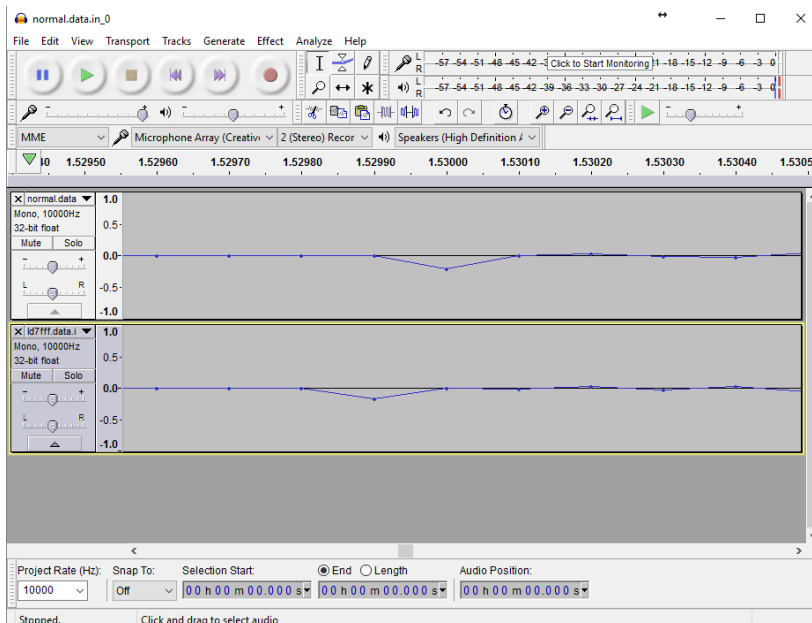 normal.data.in_0
File Edit View Transport Tracks Generate Effect Analyze Help
L
R
-57 -54 -51 -48 -45 -42 -3 Click to Start Monitoring 1 -18 -15 -12 -9 -6 -3 0
L
R
-57 -54 -51 -48 -45 -42 -39 -36 -33 -30 -27 -24 -21 -18 -15 -12 -9 -6 -3 0
- + - + - +
MME Microphone Array (Creativ 2 (Stereo) Recor Speakers (High Definition
40 1.52950 1.52960 1.52970 1.52980 1.52990 1.53000 1.53010 1.53020 1.53030 1.53040 1.5305
X normal.data 1.0
Mono, 10000Hz
32-bit float 0.5
Mute Solo
- + 0.0
L R -0.5
-1.0
X ld7fff.data.i 1.0
Mono, 10000Hz
32-bit float 0.5
Mute Solo
- + 0.0
L R -0.5
-1.0
Project Rate (Hz): Snap To: Selection Start: End Length Audio Position:
10000 Off 00 h 00 m 00.000 s 00 h 00 m 00.000 s 00 h 00 m 00.000 s
Stopped. Click and drag to select audio